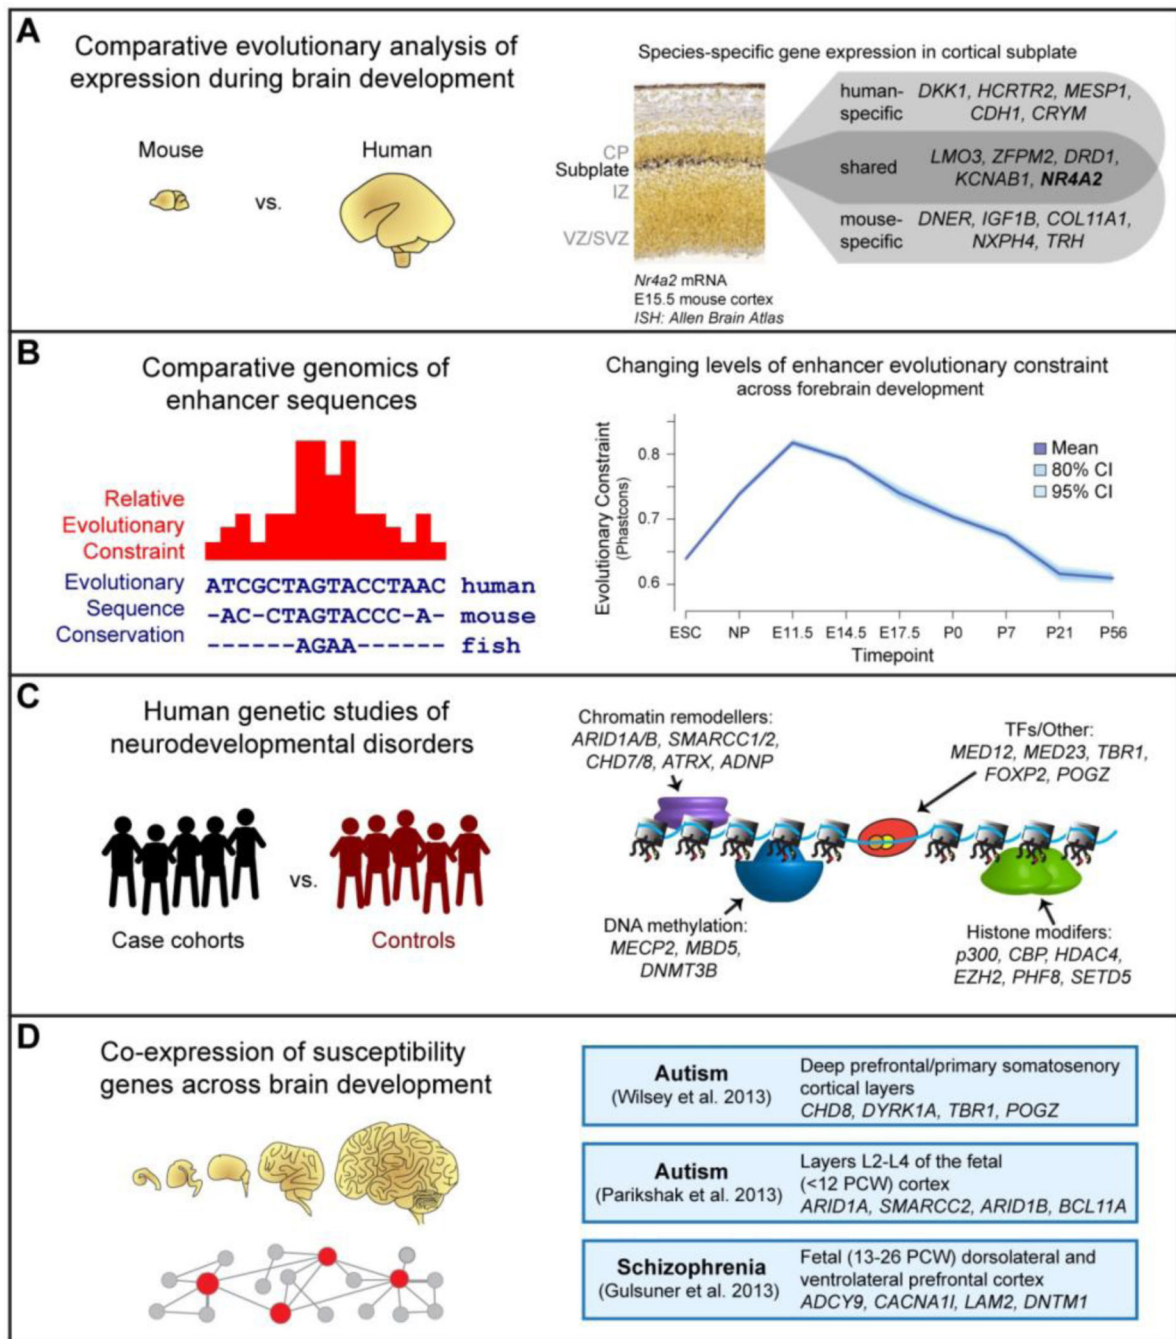 A
Comparative evolutionary analysis of
expression during brain development
Mouse
Human
vs.
Species-specific gene expression in cortical subplate
CP
Subplate
IZ
VZ/SVZ
Nr4a2 mRNA
E15.5 mouse cortex
ISH: Allen Brain Atlas
human-
specific
DKK1, HCRTR2, MESP1,
CDH1, CRYM
shared
LMO3, ZFPM2, DRD1,
KCNAB1, NR4A2
mouse-
specific
DNER, IGF1B, COL11A1,
NXPH4, TRH
B
Comparative genomics of
enhancer sequences
Relative
Evolutionary
Constraint
Evolutionary
Sequence
Conservation
ATCGCTAGTACCTAAC human
-AC-CTAGTACCC-A- mouse
------AGAA------ fish
Changing levels of enhancer evolutionary constraint
across forebrain development
Evolutionary Constraint
(Phastcons)
0.8
0.7
0.6
Mean
80% CI
95% CI
ESC NP E11.5 E14.5 E17.5 P0 P7 P21 P56
Timepoint
C
Human genetic studies of
neurodevelopmental disorders
vs.
Case cohorts
Controls
Chromatin remodellers:
ARID1A/B, SMARCC1/2,
CHD7/8, ATRX, ADNP
TFs/Other:
MED12, MED23, TBR1,
FOXP2, POGZ
DNA methylation:
MECP2, MBD5,
DNMT3B
Histone modifers:
p300, CBP, HDAC4,
EZH2, PHF8, SETD5
D
Co-expression of susceptibility
genes across brain development
Autism
(Wilsey et al. 2013)
Deep prefrontal/primary somatosenory
cortical layers
CHD8, DYRK1A, TBR1, POGZ
Autism
(Parikshak et al. 2013)
Layers L2-L4 of the fetal
(<12 PCW) cortex
ARID1A, SMARCC2, ARID1B, BCL11A
Schizophrenia
(Gulsuner et al. 2013)
Fetal (13-26 PCW) dorsolateral and
ventrolateral prefrontal cortex
ADCY9, CACNA1I, LAM2, DNTM1